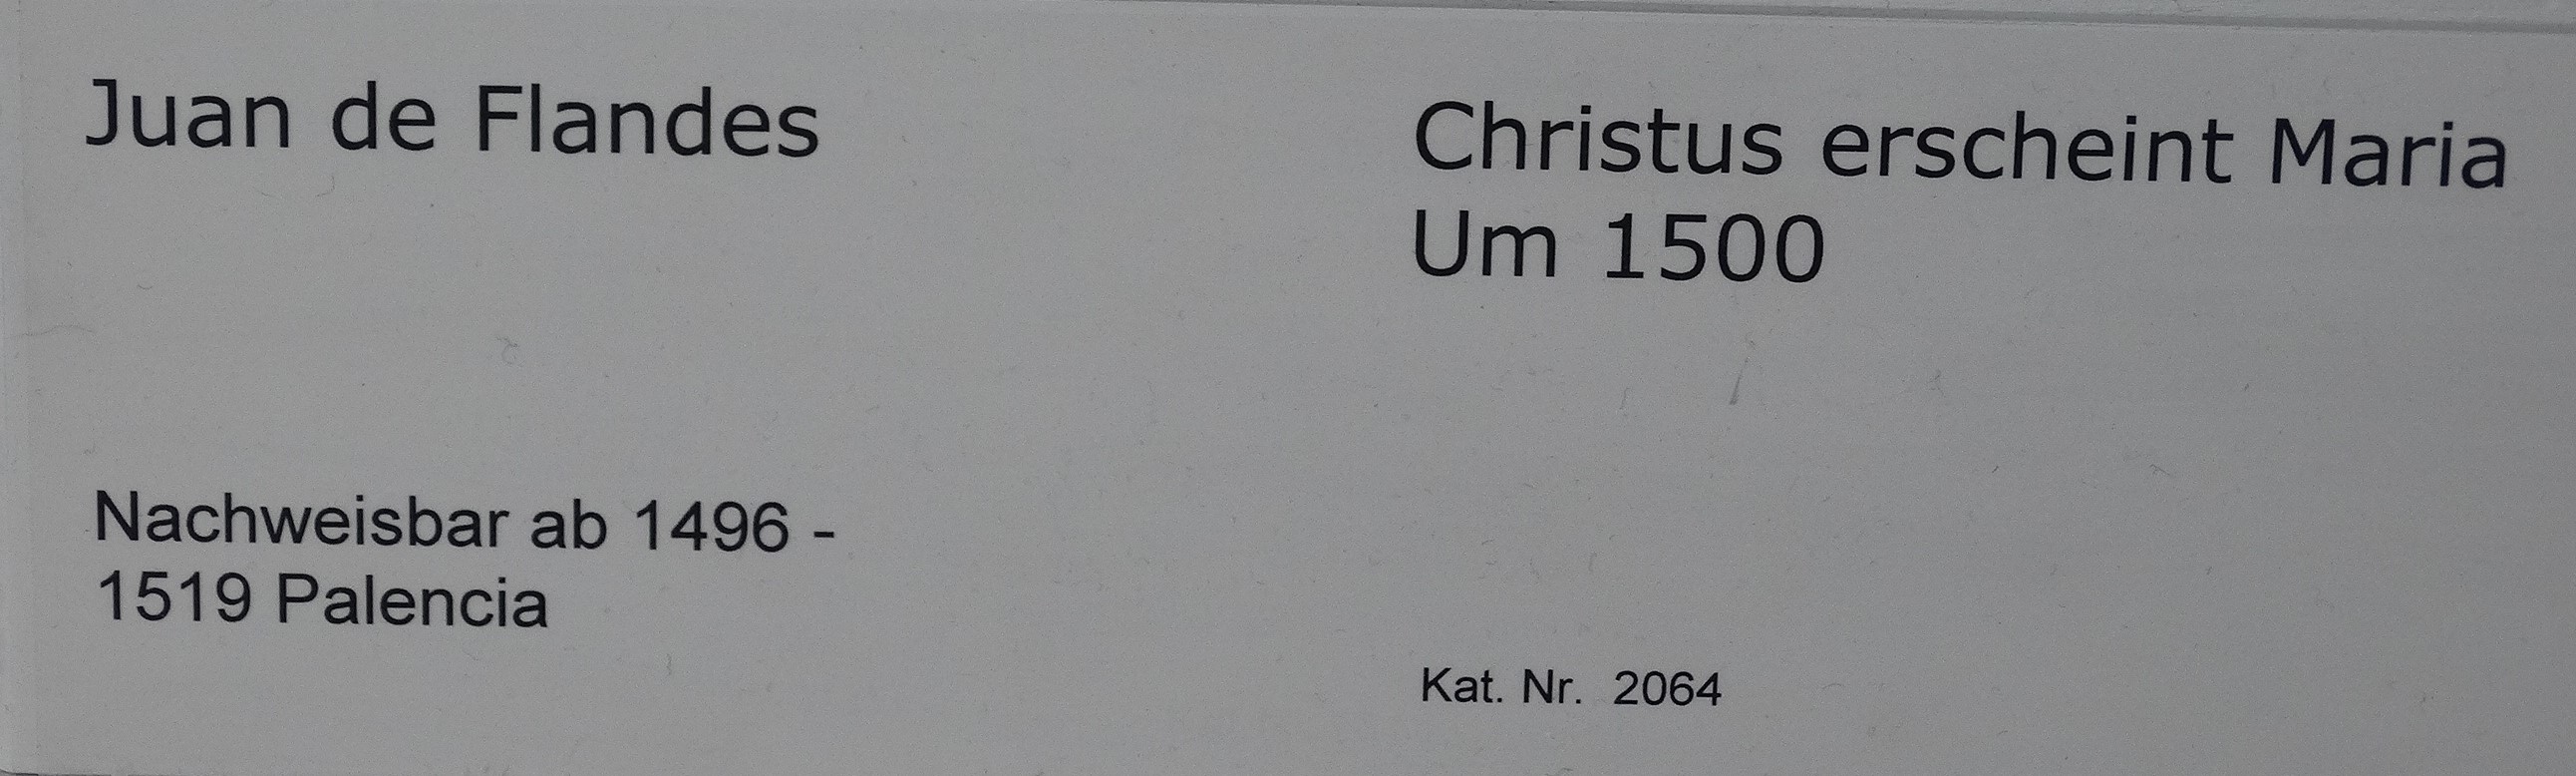 Juan de Flandes
Nachweisbar ab 1496 -
1519 Palencia
Christus erscheint Maria
Um 1500
Kat. Nr. 2064